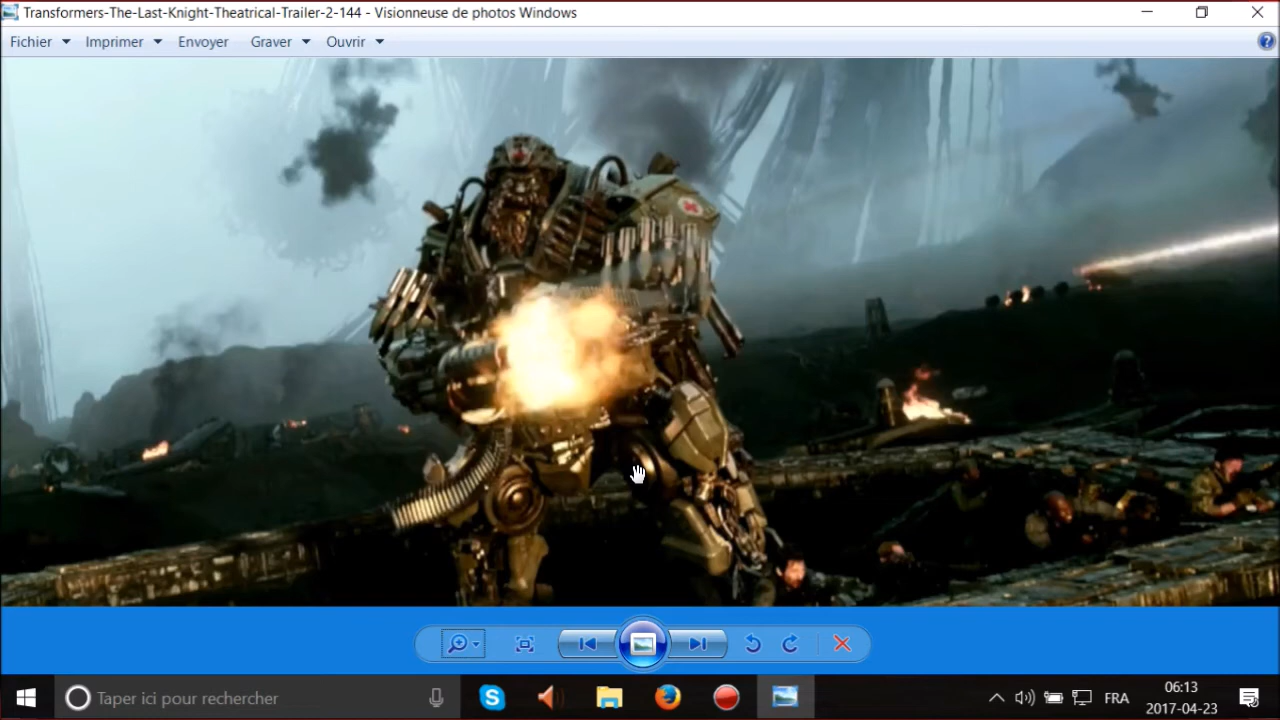 Transformers-The-Last-Knight-Theatrical-Trailer-2-144 - Visionneuse de photos Windows
Fichier Imprimer Envoyer Graver Ouvrir
Taper ici pour rechercher
FRA
06:13
2017-04-23